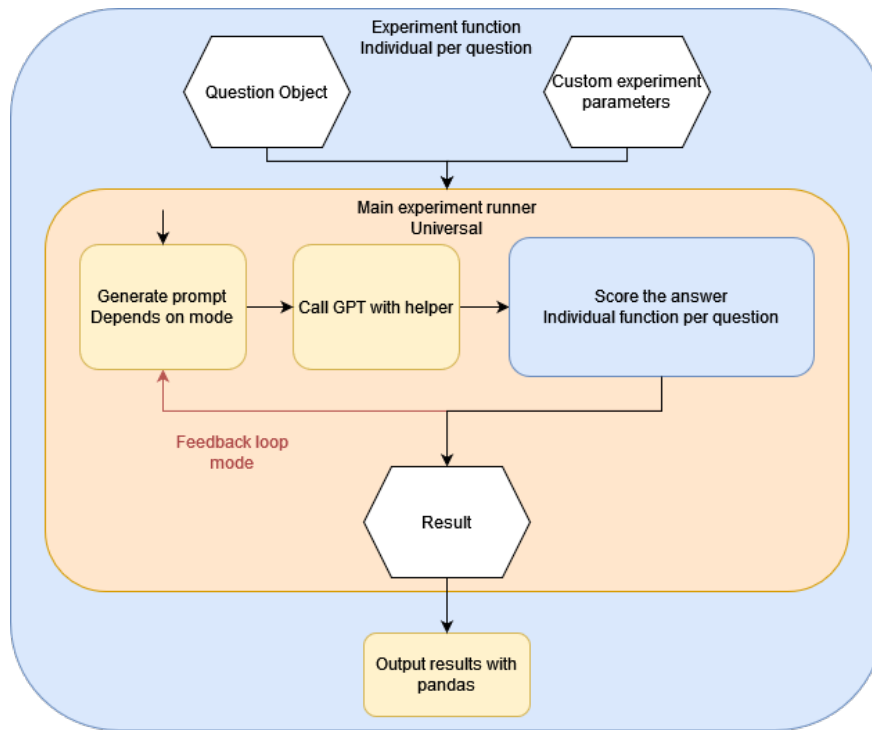 Experiment function
Individual per question
Question Object
Custom experiment
parameters
Main experiment runner
Universal
Generate prompt
Depends on mode
Call GPT with helper
Score the answer
Individual function per question
Feedback loop
mode
Result
Output results with
pandas